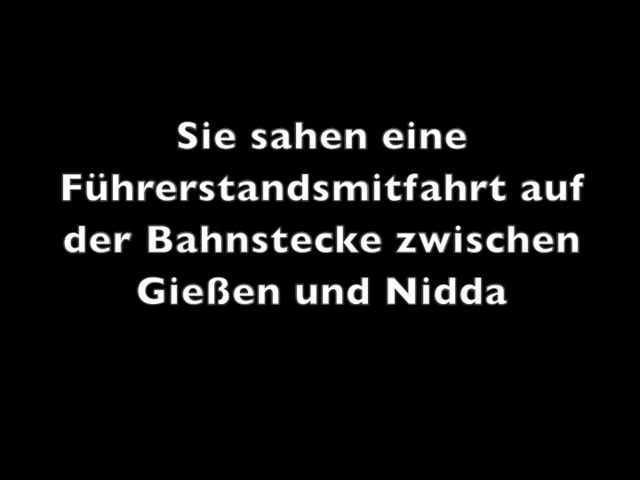 Sie sahen eine
Führerstandsmitfahrt auf
der Bahnstecke zwischen
Gießen und Nidda